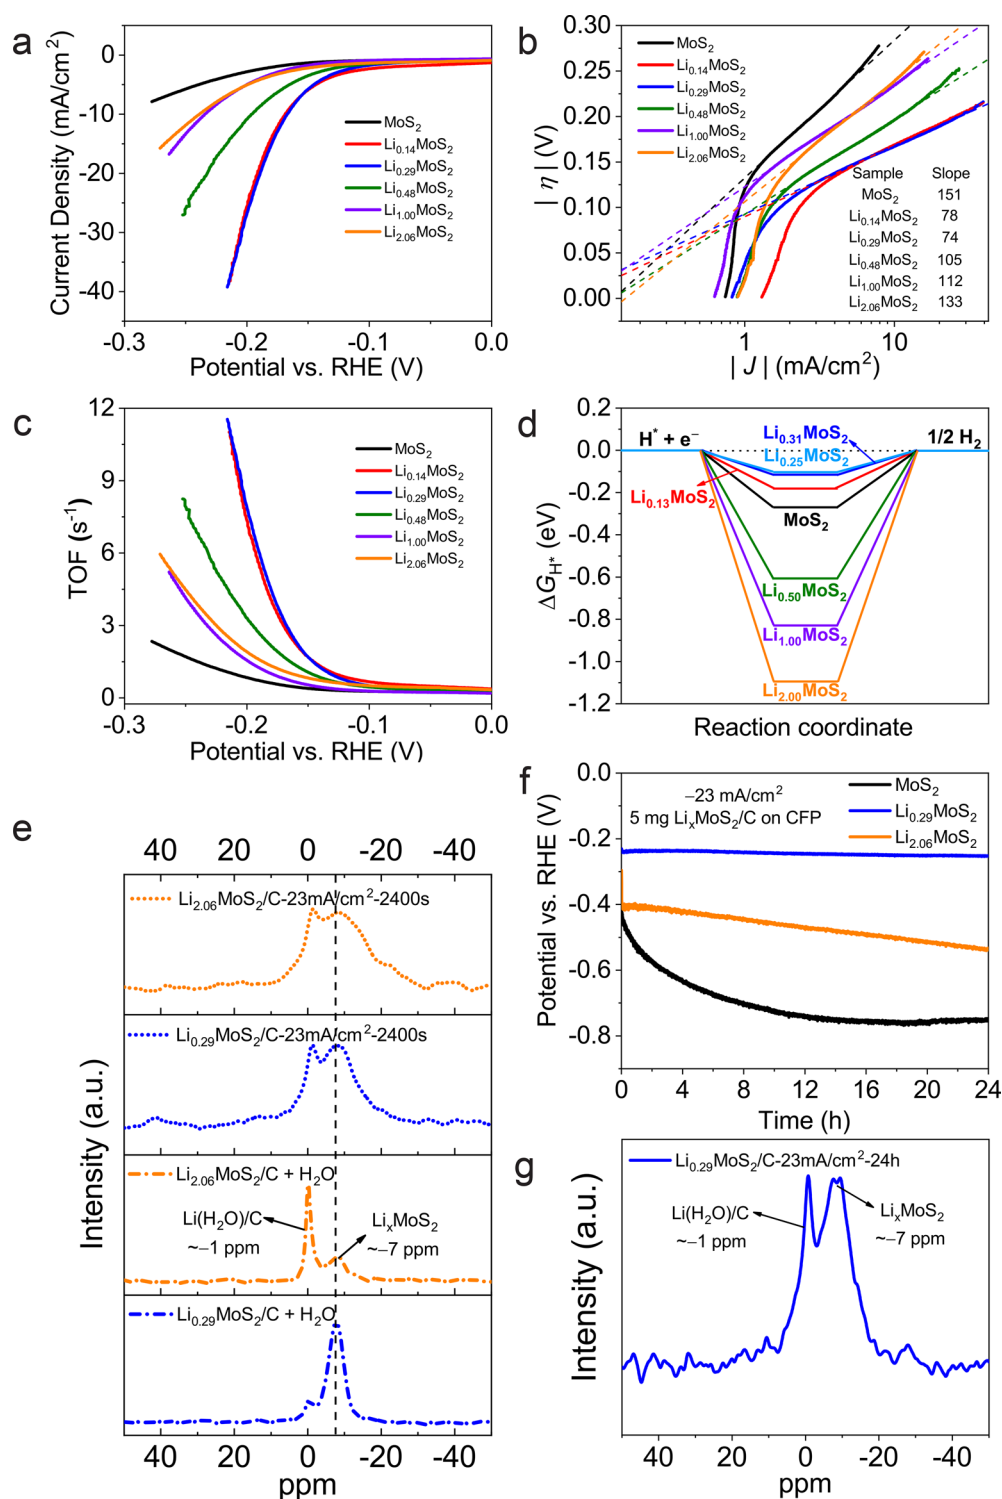 a
0
-10
-20
-30
-40
Current Density (mA/cm²)
MoS₂
Li₀.₁₄MoS₂
Li₀.₂₉MoS₂
Li₀.₄₈MoS₂
Li₁.₀₀MoS₂
Li₂.₀₆MoS₂
-0.3 -0.2 -0.1 0.0
Potential vs. RHE (V)
b
0.30
0.25
0.20
0.15
0.10
0.05
0.00
| η | (V)
MoS₂
Li₀.₁₄MoS₂
Li₀.₂₉MoS₂
Li₀.₄₈MoS₂
Li₁.₀₀MoS₂
Li₂.₀₆MoS₂
Sample Slope
MoS₂ 151
Li₀.₁₄MoS₂ 78
Li₀.₂₉MoS₂ 74
Li₀.₄₈MoS₂ 105
Li₁.₀₀MoS₂ 112
Li₂.₀₆MoS₂ 133
1 10
| J | (mA/cm²)
c
12
9
6
3
0
TOF (s⁻¹)
MoS₂
Li₀.₁₄MoS₂
Li₀.₂₉MoS₂
Li₀.₄₈MoS₂
Li₁.₀₀MoS₂
Li₂.₀₆MoS₂
-0.3 -0.2 -0.1 0.0
Potential vs. RHE (V)
d
0.2
0.0
-0.2
-0.4
-0.6
-0.8
-1.0
-1.2
ΔG_H* (eV)
H* + e⁻
Li₀.₃₁MoS₂
1/2 H₂
Li₀.₂₅MoS₂
Li₀.₁₃MoS₂
MoS₂
Li₀.₅₀MoS₂
Li₁.₀₀MoS₂
Li₂.₀₀MoS₂
Reaction coordinate
e
40 20 0 -20 -40
Li₂.₀₆MoS₂/C-23mA/cm²-2400s
Li₀.₂₉MoS₂/C-23mA/cm²-2400s
Li₂.₀₆MoS₂/C + H₂O
Li(H₂O)/C
~−1 ppm
LiₓMoS₂
~−7 ppm
Li₀.₂₉MoS₂/C + H₂O
Intensity (a.u.)
40 20 0 -20 -40
ppm
f
0.0
-0.2
-0.4
-0.6
-0.8
Potential vs. RHE (V)
−23 mA/cm²
5 mg LiₓMoS₂/C on CFP
MoS₂
Li₀.₂₉MoS₂
Li₂.₀₆MoS₂
0 4 8 12 16 20 24
Time (h)
g
Li₀.₂₉MoS₂/C-23mA/cm²-24h
Li(H₂O)/C
~−1 ppm
LiₓMoS₂
~−7 ppm
Intensity (a.u.)
40 20 0 -20 -40
ppm